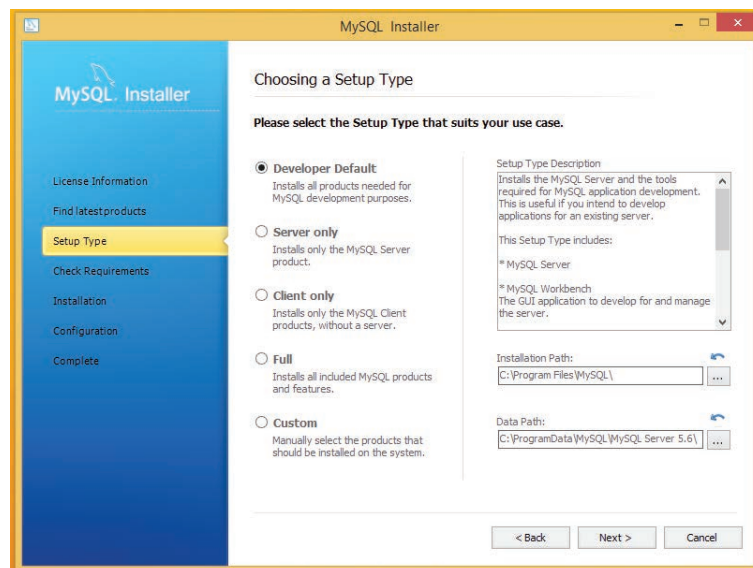 MySQL Installer
MySQL. Installer
License Information
Find latest products
Setup Type
Check Requirements
Installation
Configuration
Complete
Choosing a Setup Type
Please select the Setup Type that suits your use case.
Developer Default
Installs all products needed for
MySQL development purposes.
Server only
Installs only the MySQL Server
product.
Client only
Installs only the MySQL Client
products, without a server.
Full
Installs all included MySQL products
and features.
Custom
Manually select the products that
should be installed on the system.
Setup Type Description
Installs the MySQL Server and the tools
required for MySQL application development.
This is useful if you intend to develop
applications for an existing server.
This Setup Type includes:
* MySQL Server
* MySQL Workbench
The GUI application to develop for and manage
the server.
Installation Path:
C:\Program Files\MySQL\
...
Data Path:
C:\ProgramData\MySQL\MySQL Server 5.6\
...
< Back
Next >
Cancel